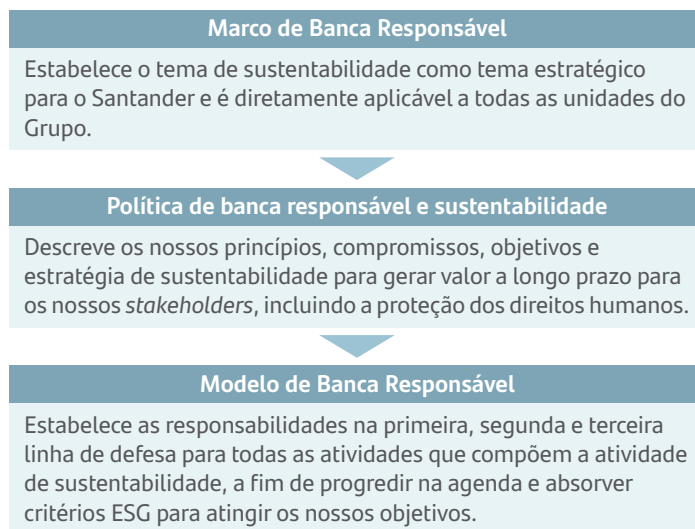 Marco de Banca Responsável
Estabelece o tema de sustentabilidade como tema estratégico
para o Santander e é diretamente aplicável a todas as unidades do
Grupo.
Política de banca responsável e sustentabilidade
Descreve os nossos princípios, compromissos, objetivos e
estratégia de sustentabilidade para gerar valor a longo prazo para
os nossos stakeholders, incluindo a proteção dos direitos humanos.
Modelo de Banca Responsável
Estabelece as responsabilidades na primeira, segunda e terceira
linha de defesa para todas as atividades que compõem a atividade
de sustentabilidade, a fim de progredir na agenda e absorver
critérios ESG para atingir os nossos objetivos.